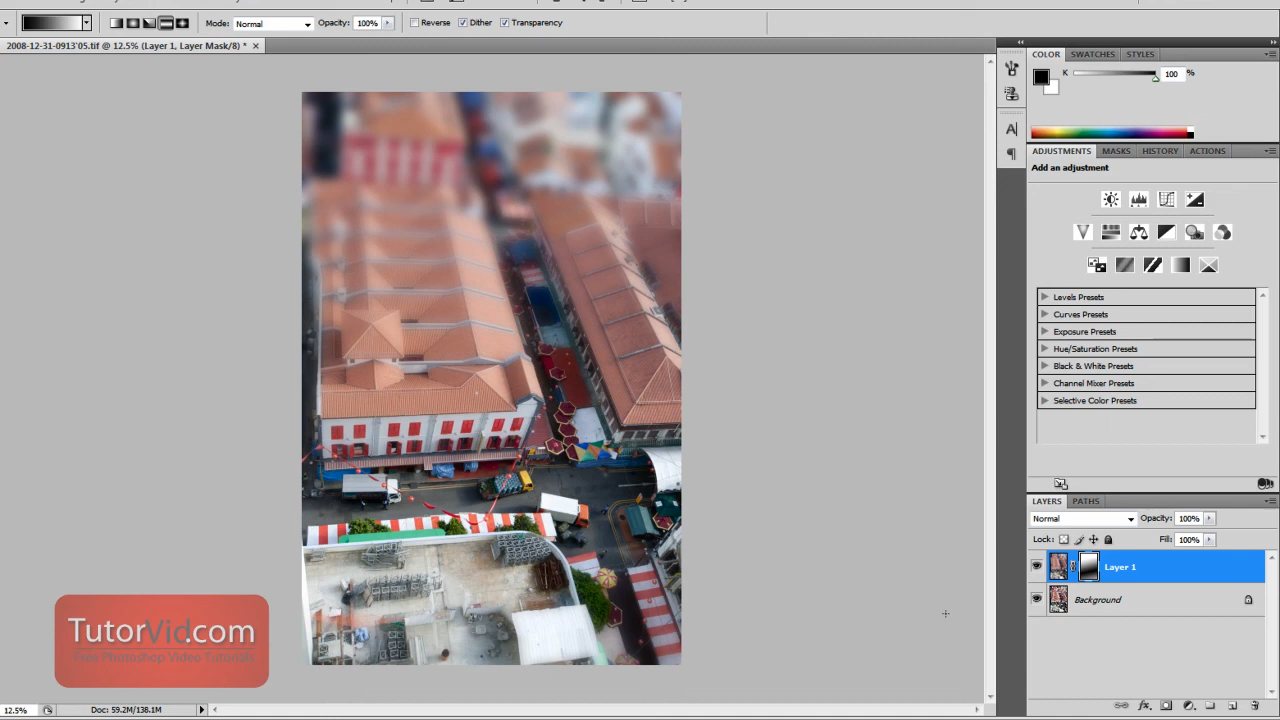 Mode: Normal Opacity: 100% Reverse Dither Transparency
2008-12-31-0913'05.tif @ 12.5% (Layer 1, Layer Mask/8) * ×
COLOR SWATCHES STYLES
K 100 %
A
ADJUSTMENTS MASKS HISTORY ACTIONS
Add an adjustment
Levels Presets
Curves Presets
Exposure Presets
Hue/Saturation Presets
Black & White Presets
Channel Mixer Presets
Selective Color Presets
LAYERS PATHS
Normal Opacity: 100%
Lock: Fill: 100%
Layer 1
Background
fx
TutorVid.com
Free Photoshop Video Tutorials
12.5% Doc: 59.2M/138.1M